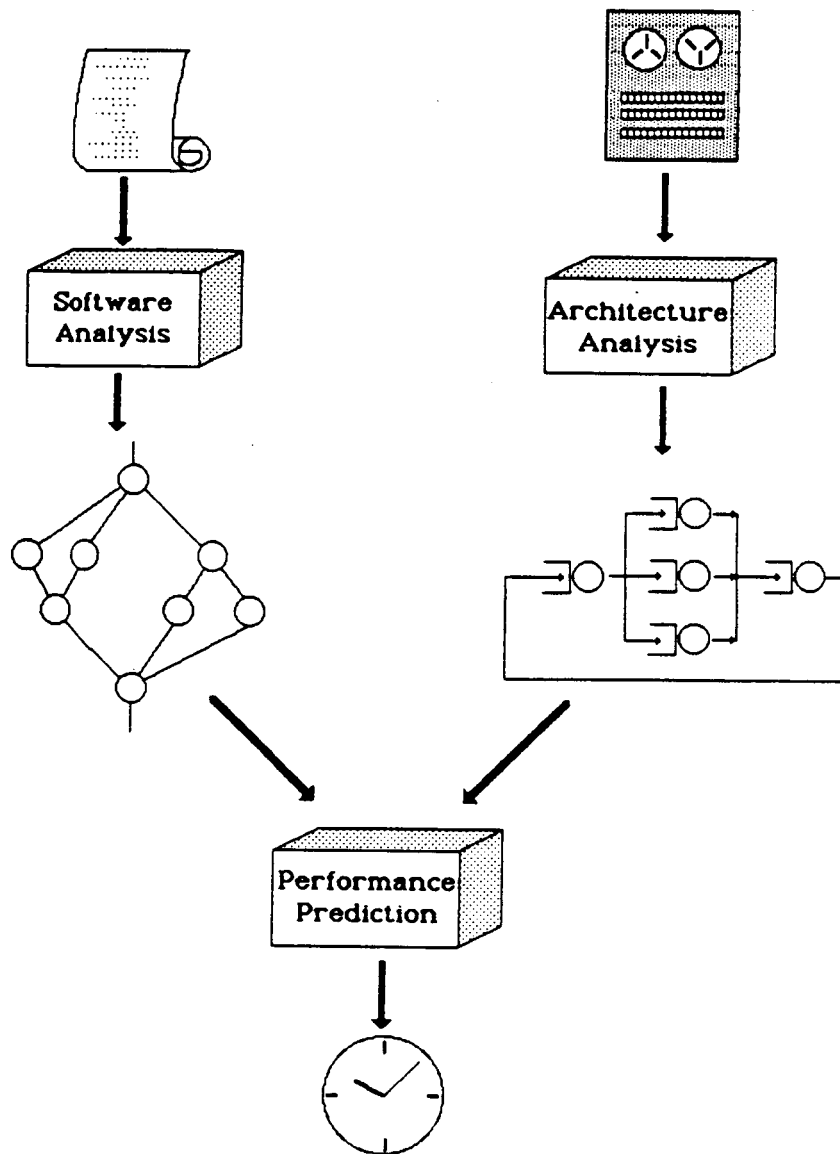 Software
Analysis
Architecture
Analysis
Performance
Prediction